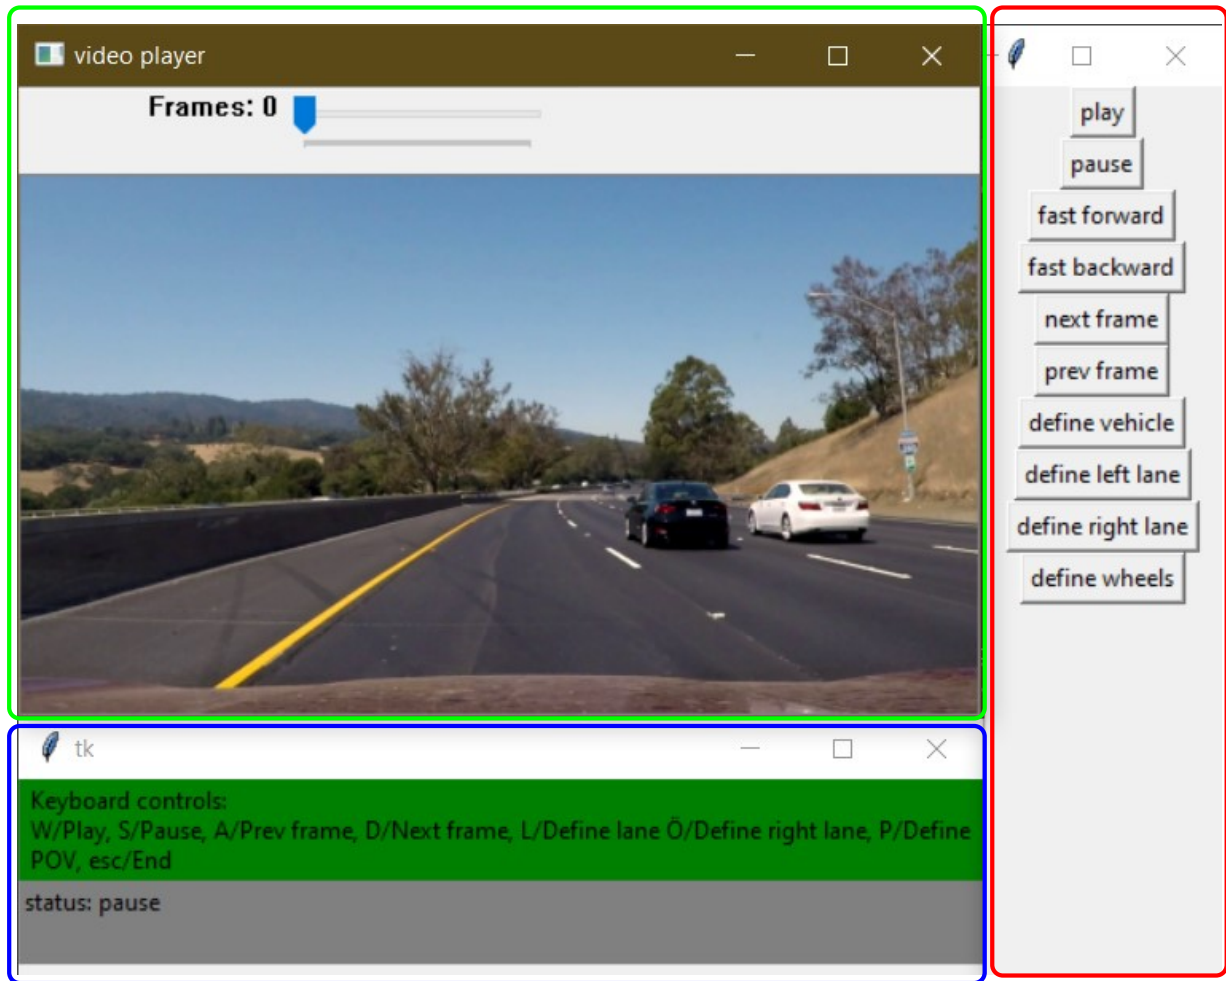 video player
Frames: 0
play
pause
fast forward
fast backward
next frame
prev frame
define vehicle
define left lane
define right lane
define wheels
tk
Keyboard controls:
W/Play, S/Pause, A/Prev frame, D/Next frame, L/Define lane Ö/Define right lane, P/Define
POV, esc/End
status: pause